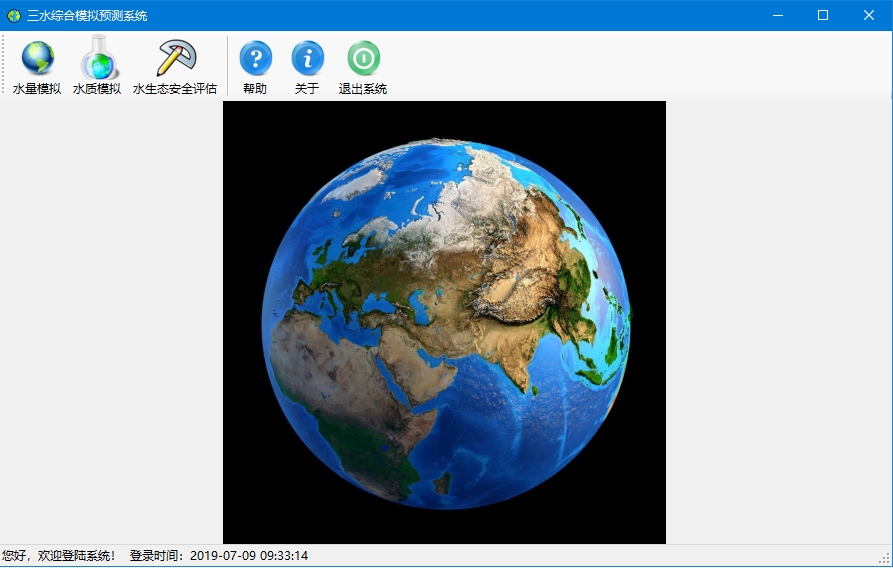 三水综合模拟预测系统
水量模拟 水质模拟 水生态安全评估 帮助 关于 退出系统
您好，欢迎登陆系统！ 登录时间：2019-07-09 09:33:14